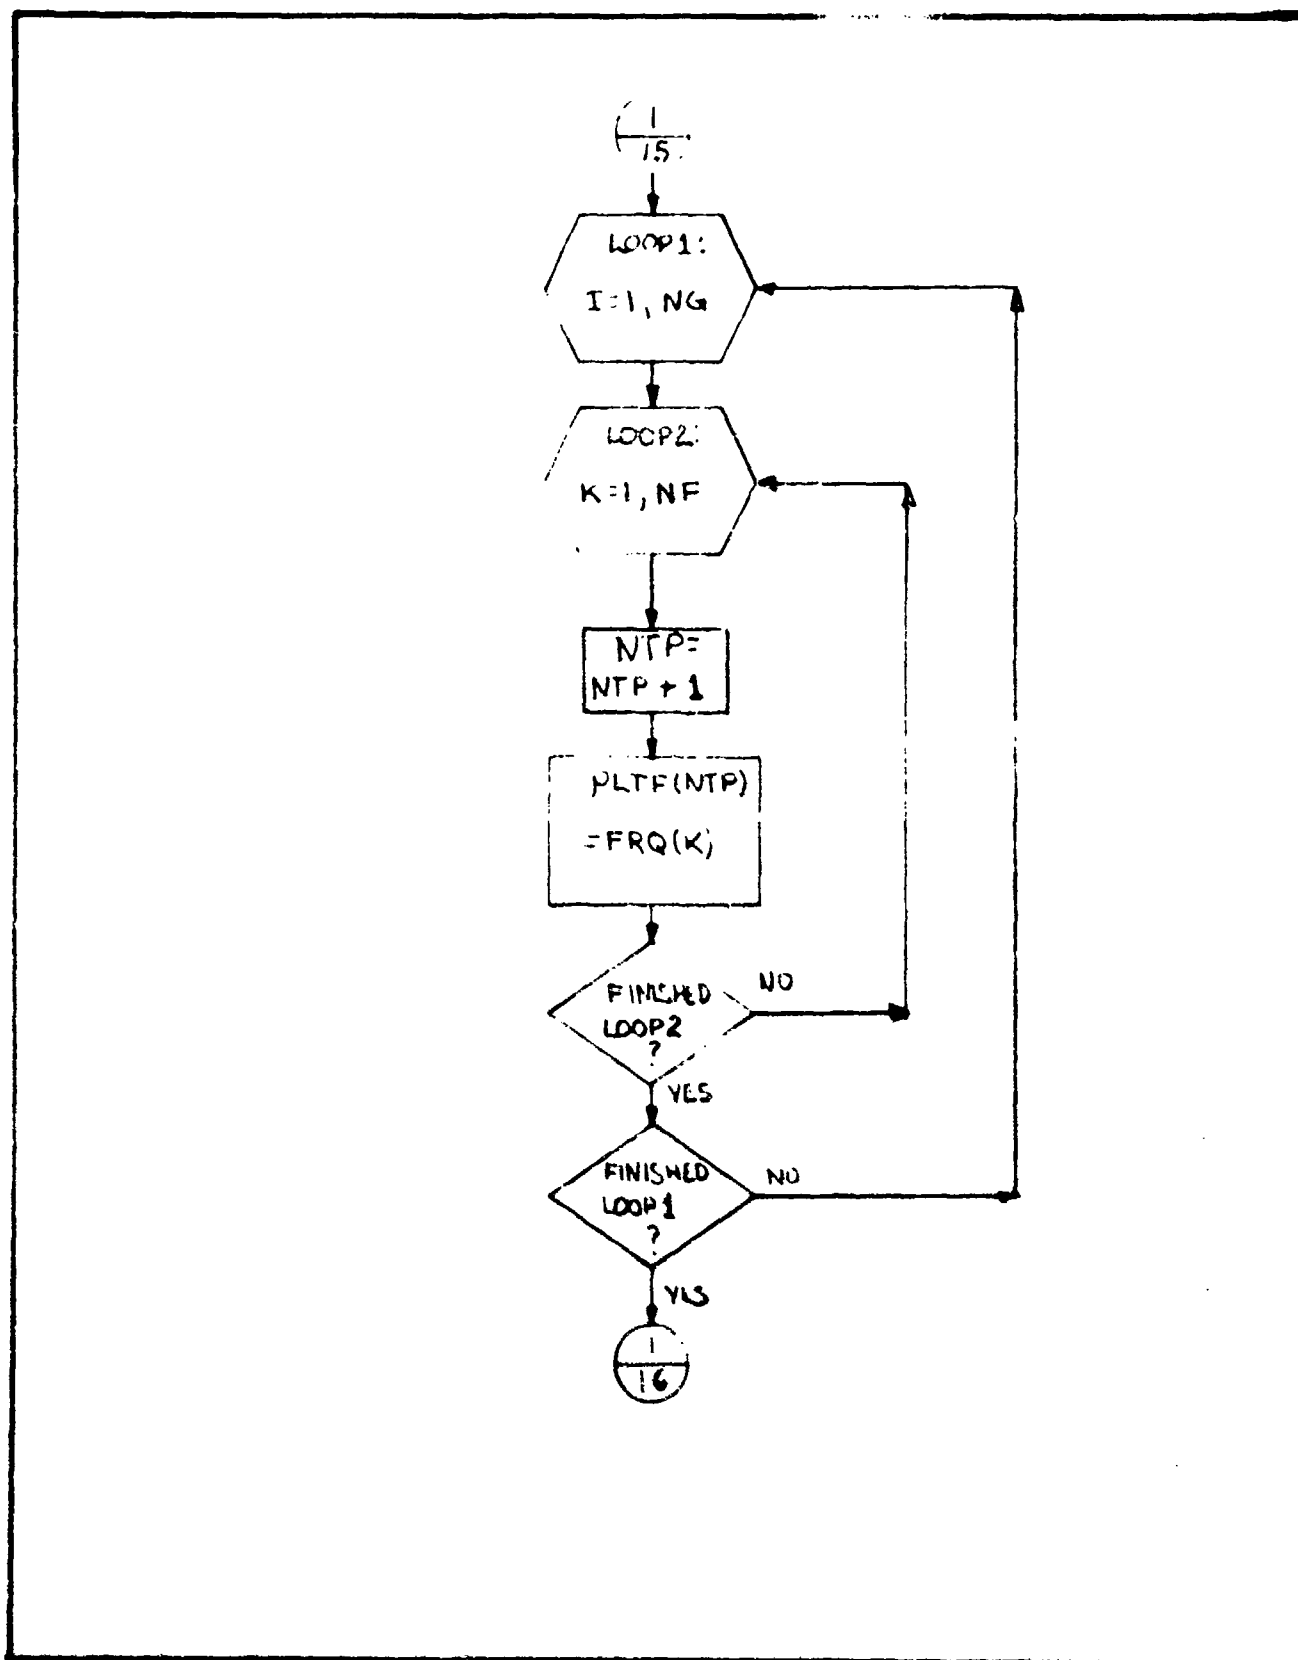 1
15
LOOP1:
I=1, NG
LOOP2:
K=1, NF
NTP=
NTP + 1
PLTF(NTP)
=FRQ(K)
FINISHED
LOOP2
?
NO
YES
FINISHED
LOOP1
?
NO
YES
1
16